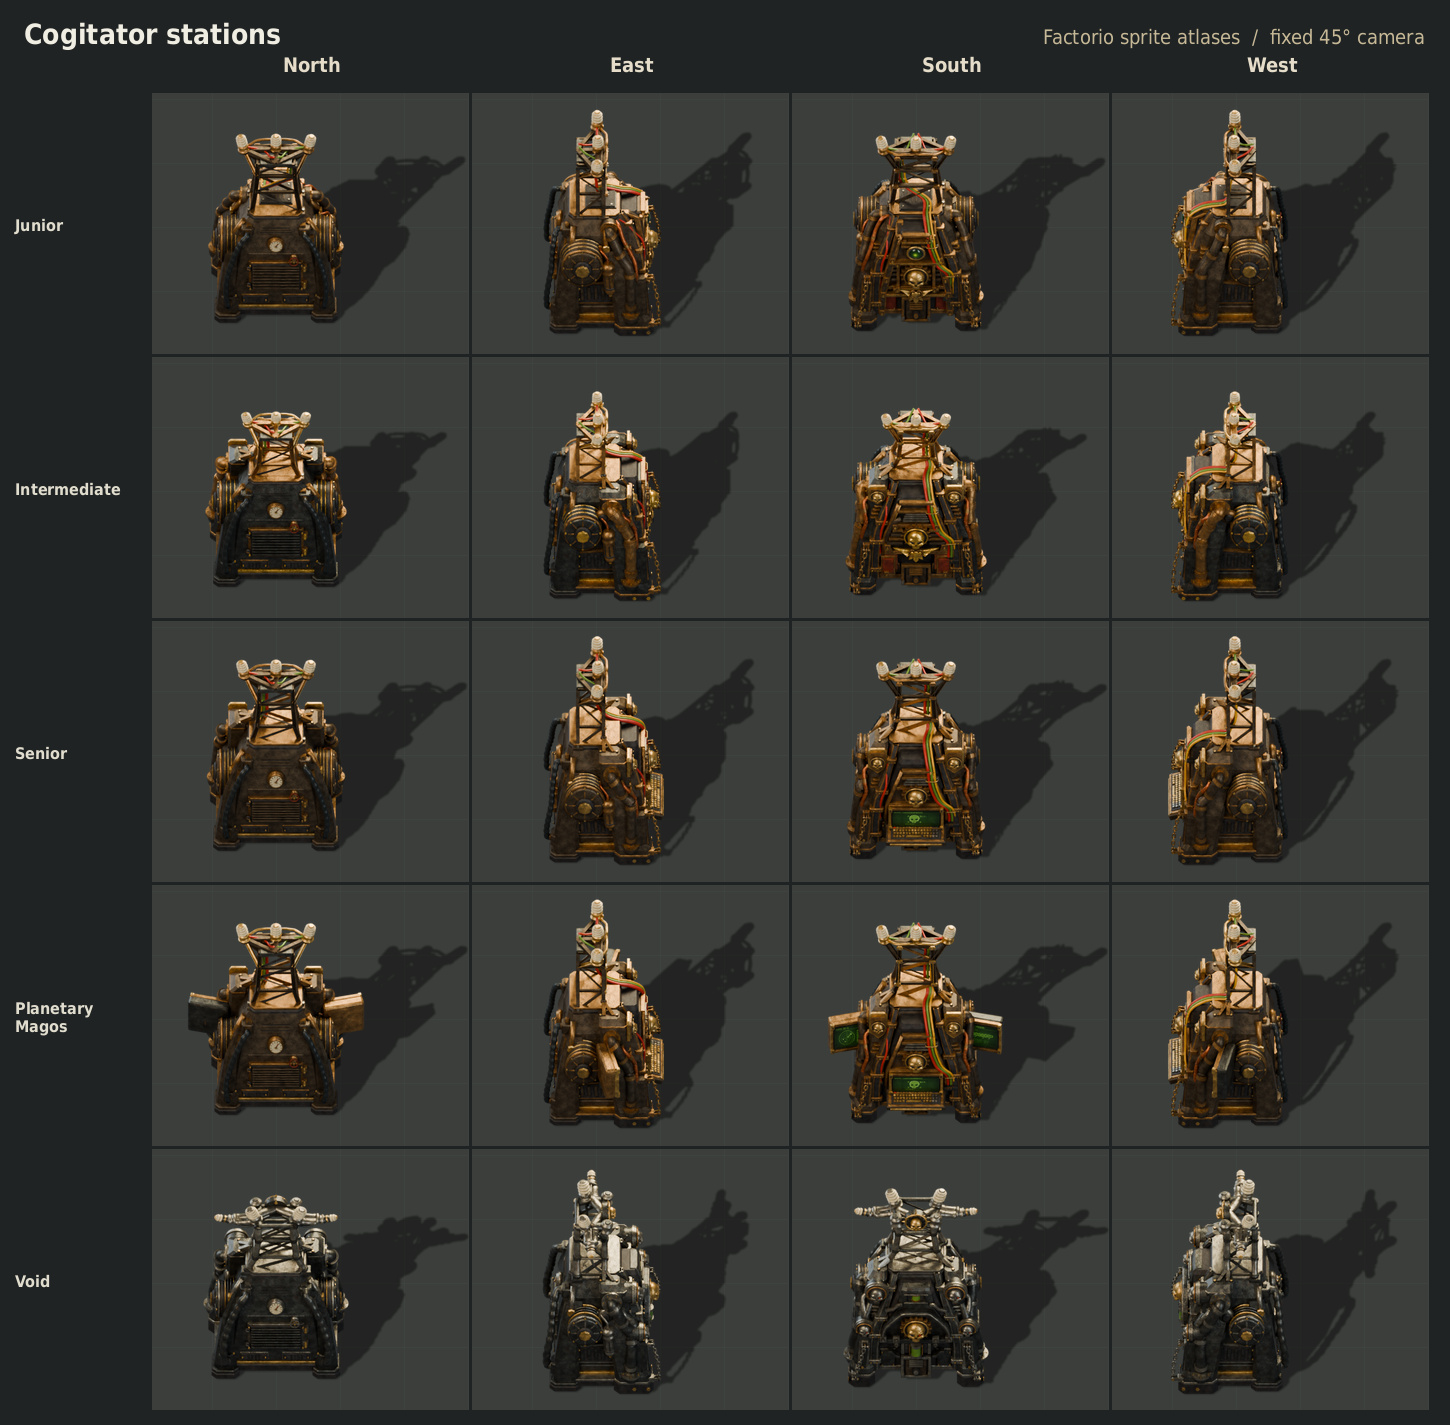 Cogitator stations
Factorio sprite atlases / fixed 45° camera
North East South West
Junior
Intermediate
Senior
Planetary
Magos
Void